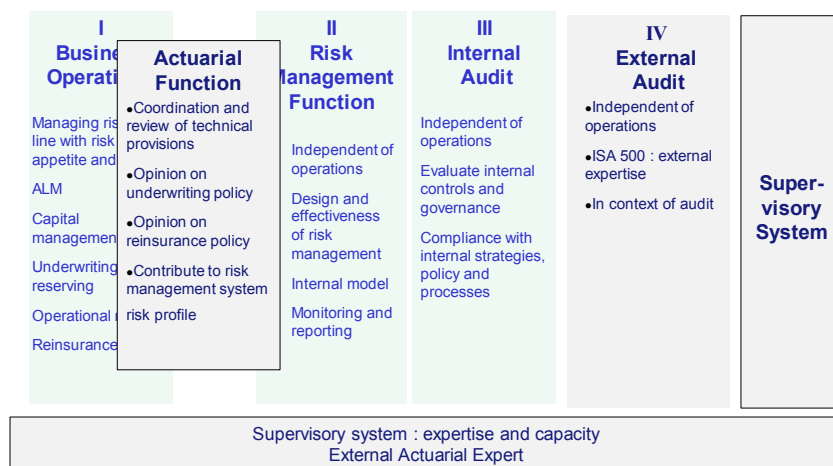 I
Busine
Operati
Managing ris
line with risk
appetite and
ALM
Capital
management
Underwriting
reserving
Operational
Reinsurance
Actuarial
Function
•Coordination and
review of technical
provisions
•Opinion on
underwriting policy
•Opinion on
reinsurance policy
•Contribute to risk
management system
risk profile
II
Risk
Management
Function
Independent of
operations
Design and
effectiveness
of risk
management
Internal model
Monitoring and
reporting
III
Internal
Audit
Independent of
operations
Evaluate internal
controls and
governance
Compliance with
internal strategies,
policy and
processes
IV
External
Audit
•Independent of
operations
•ISA 500 : external
expertise
•In context of audit
Super-
visory
System
Supervisory system : expertise and capacity
External Actuarial Expert